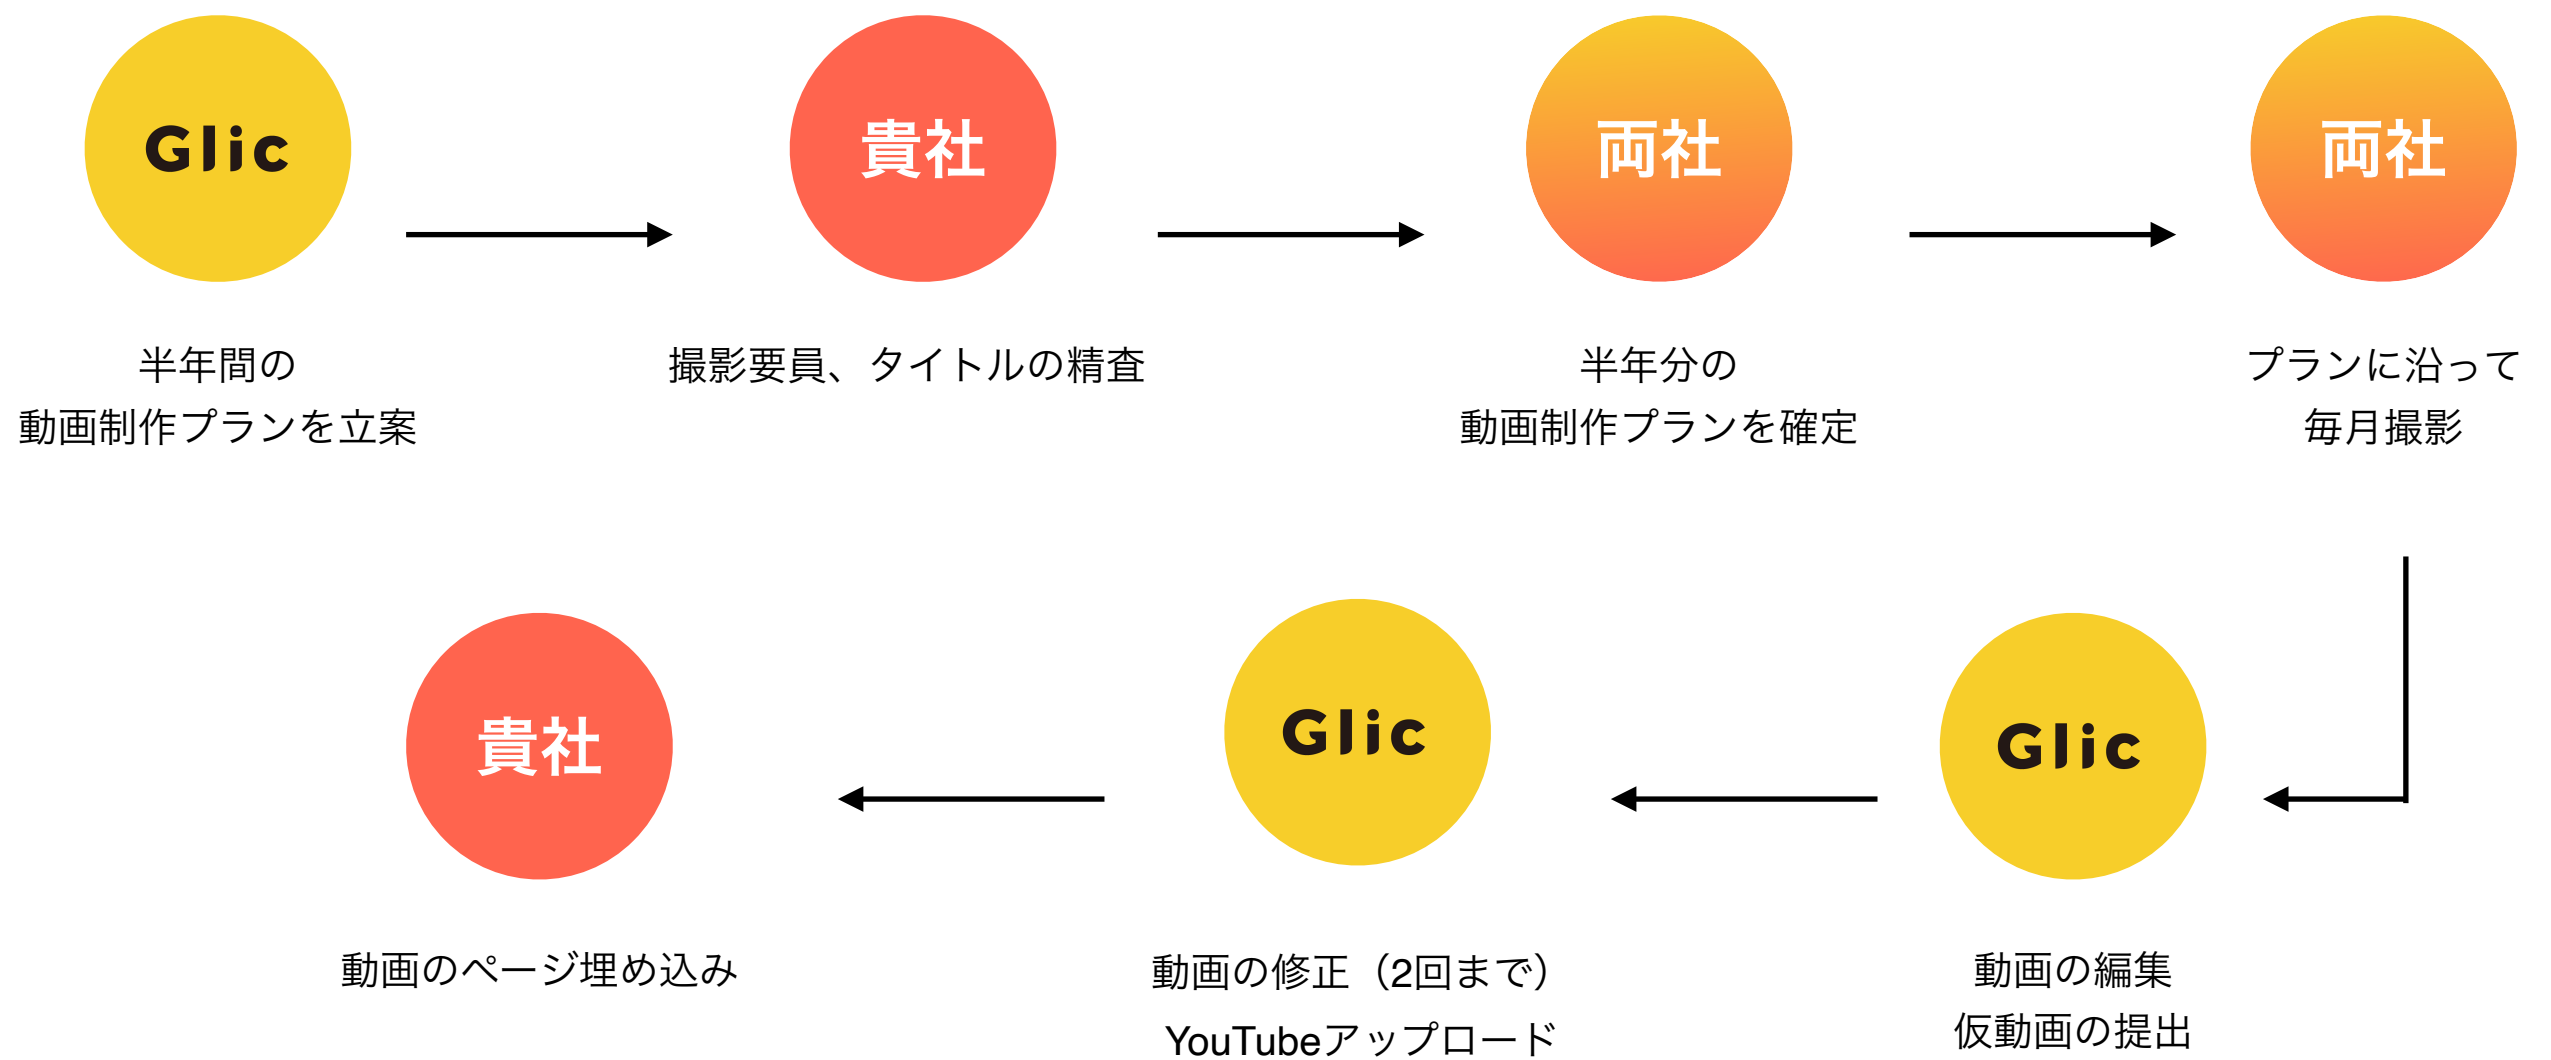 Glic
半年間の
動画制作プランを立案
貴社
撮影要員、タイトルの精査
両社
半年分の
動画制作プランを確定
両社
プランに沿って
毎月撮影
Glic
動画の編集
仮動画の提出
Glic
動画の修正（2回まで）
YouTubeアップロード
貴社
動画のページ埋め込み